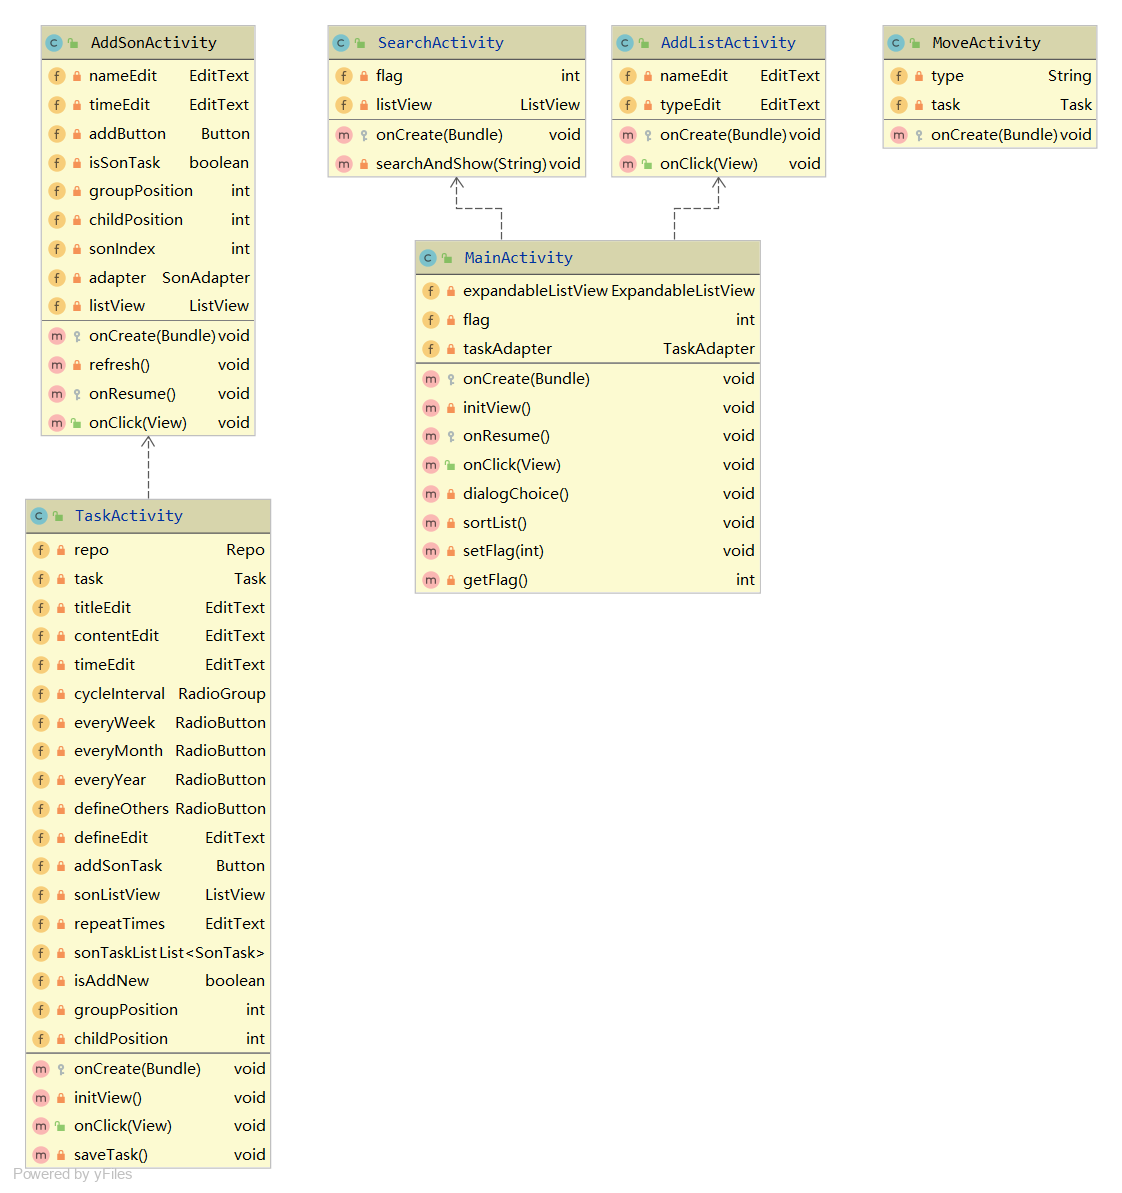 AddSonActivity
nameEdit EditText
timeEdit EditText
addButton Button
isSonTask boolean
groupPosition int
childPosition int
sonIndex int
adapter SonAdapter
listView ListView
onCreate(Bundle) void
refresh() void
onResume() void
onClick(View) void
SearchActivity
flag int
listView ListView
onCreate(Bundle) void
searchAndShow(String) void
AddListActivity
nameEdit EditText
typeEdit EditText
onCreate(Bundle) void
onClick(View) void
MoveActivity
type String
task Task
onCreate(Bundle) void
MainActivity
expandableListView ExpandableListView
flag int
taskAdapter TaskAdapter
onCreate(Bundle) void
initView() void
onResume() void
onClick(View) void
dialogChoice() void
sortList() void
setFlag(int) void
getFlag() int
TaskActivity
repo Repo
task Task
titleEdit EditText
contentEdit EditText
timeEdit EditText
cycleInterval RadioGroup
everyWeek RadioButton
everyMonth RadioButton
everyYear RadioButton
defineOthers RadioButton
defineEdit EditText
addSonTask Button
sonListView ListView
repeatTimes EditText
sonTaskList List<SonTask>
isAddNew boolean
groupPosition int
childPosition int
onCreate(Bundle) void
initView() void
onClick(View) void
saveTask() void
Powered by yFiles